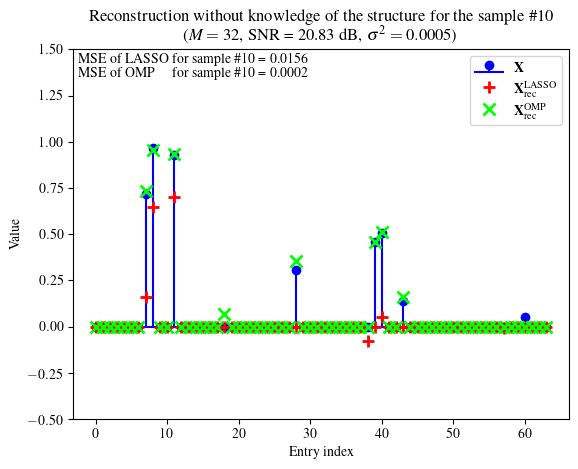 Reconstruction without knowledge of the structure for the sample #10
(M = 32, SNR = 20.83 dB, σ² = 0.0005)
MSE of LASSO for sample #10 = 0.0156
MSE of OMP for sample #10 = 0.0002
X
X_rec^LASSO
X_rec^OMP
1.50
1.25
1.00
0.75
0.50
0.25
0.00
−0.25
−0.50
Value
0 10 20 30 40 50 60
Entry index